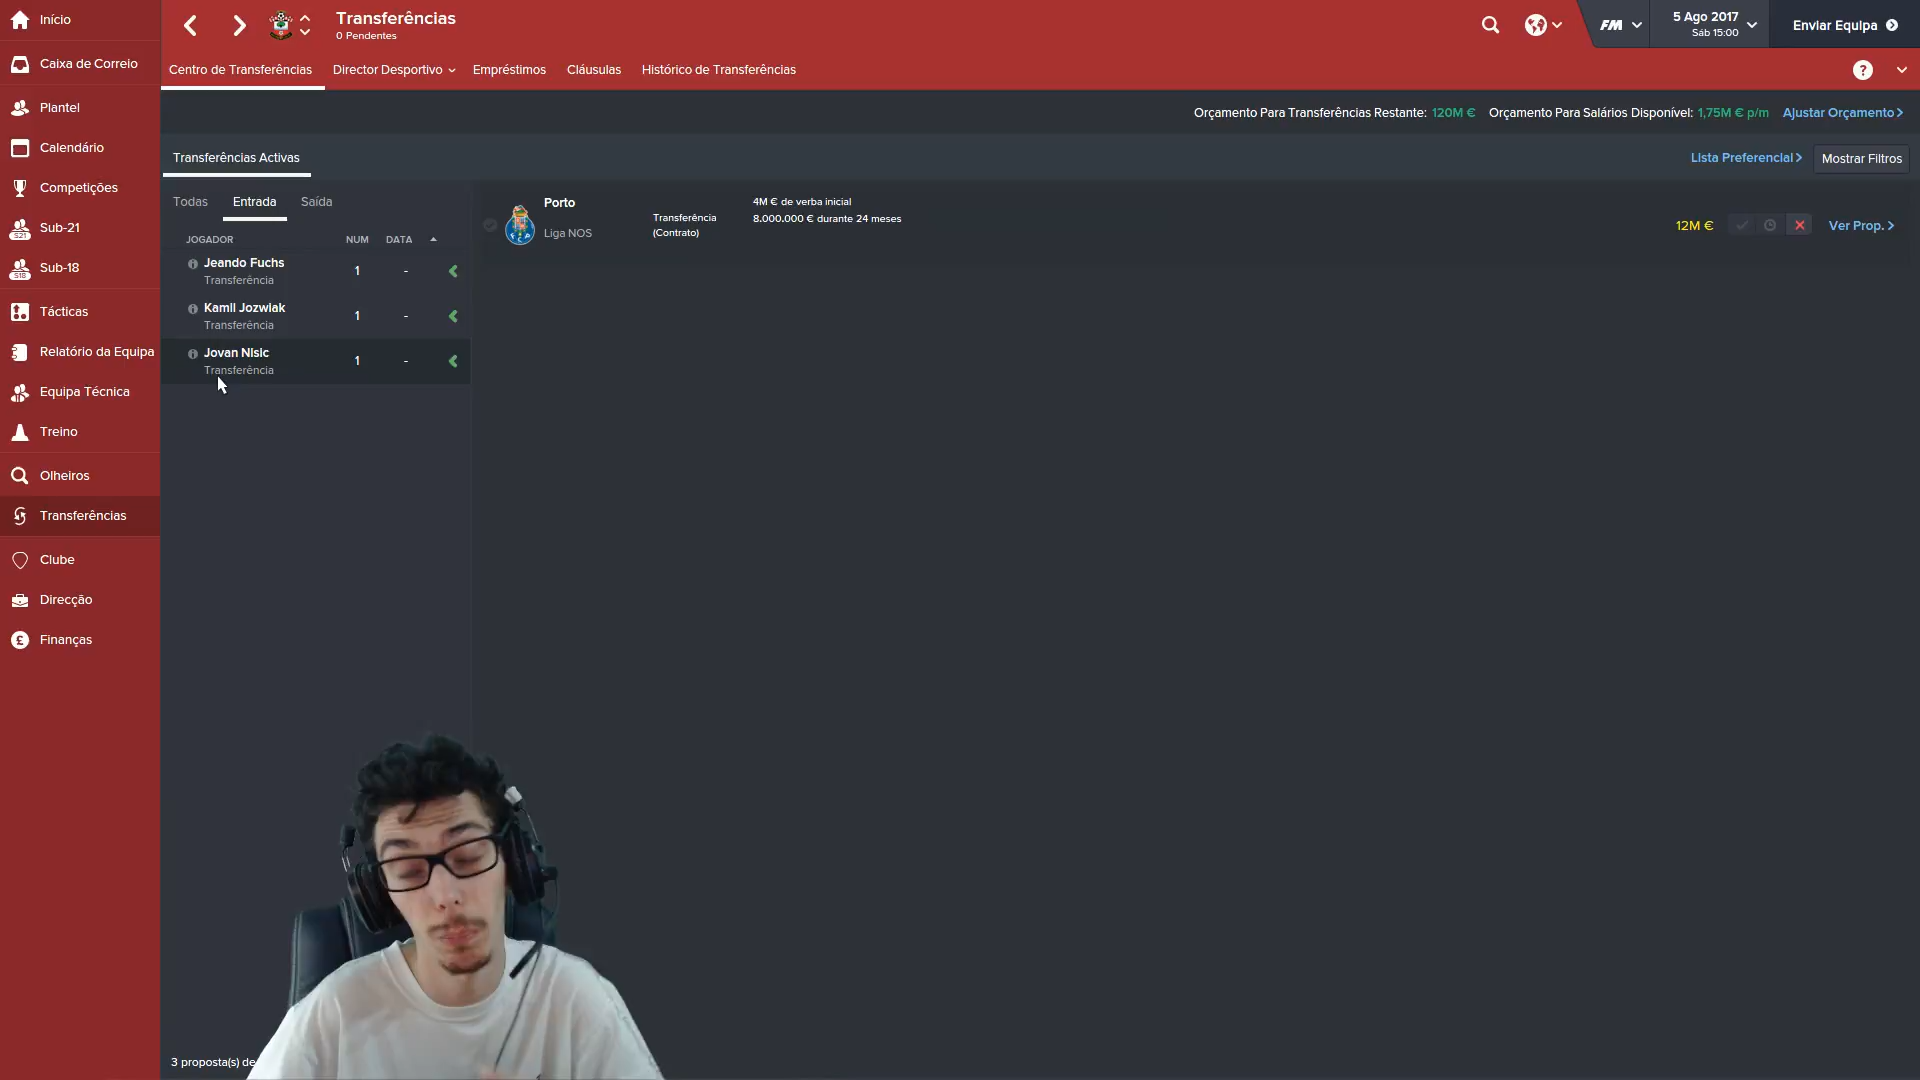 Início
Transferências
0 Pendentes
FM
5 Ago 2017
Sáb 15:00
Enviar Equipa
Caixa de Correio
Centro de Transferências
Director Desportivo
Empréstimos
Cláusulas
Histórico de Transferências
?
Plantel
Orçamento Para Transferências Restante: 120M € Orçamento Para Salários Disponível: 1,75M € p/m Ajustar Orçamento
Calendário
Transferências Activas
Lista Preferencial
Mostrar Filtros
Competições
Todas
Entrada
Saída
Sub-21
S21
JOGADOR NUM DATA
Jeando Fuchs 1 -
Transferência
Kamil Jozwiak 1 -
Transferência
Jovan Nisic 1 -
Transferência
Porto
Liga NOS
Transferência
(Contrato)
4M € de verba inicial
8.000.000 € durante 24 meses
12M €
Ver Prop.
Sub-18
S18
Tácticas
Relatório da Equipa
Equipa Técnica
Treino
Olheiros
Transferências
Clube
Direcção
Finanças
3 proposta(s) de